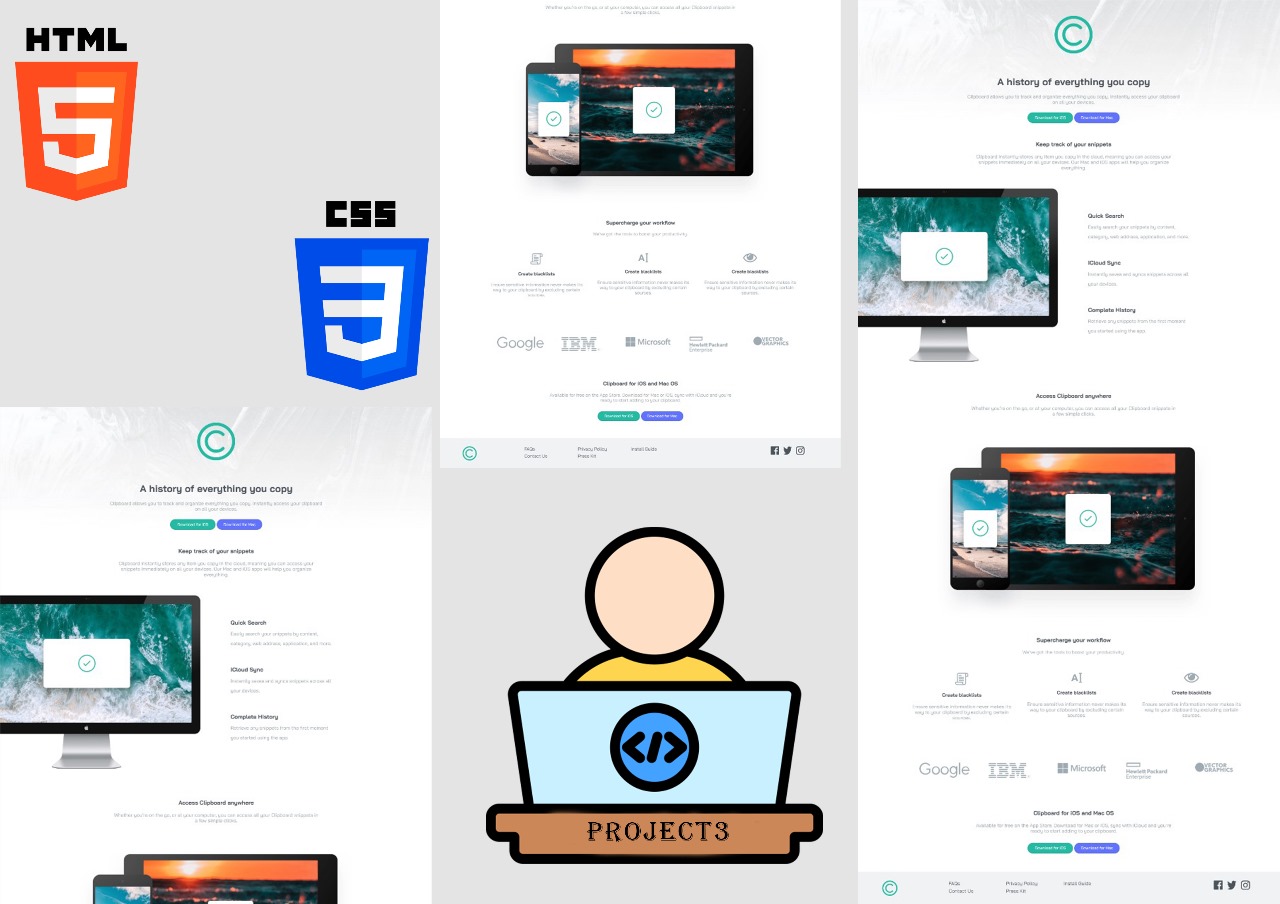 HTML
CSS
A history of everything you copy
Clipboard allows you to track and organize everything you copy. Instantly access your clipboard
on all your devices.
Download for iOS
Download for Mac
Keep track of your snippets
Clipboard instantly stores any item you copy in the cloud, meaning you can access your
snippets immediately on all your devices. Our Mac and iOS apps will help you organize
everything.
Quick Search
Easily search your snippets by content,
category, web address, application, and more.
iCloud Sync
Instantly saves and syncs snippets across all
your devices.
Complete History
Retrieve any snippets from the first moment
you started using the app.
Access Clipboard anywhere
Whether you're on the go, or at your computer, you can access all your Clipboard snippets in
a few simple clicks.
Whether you're on the go, or at your computer, you can access all your Clipboard snippets in
a few simple clicks.
Supercharge your workflow
We've got the tools to boost your productivity.
Create blacklists
Ensure sensitive information never makes its
way to your clipboard by excluding certain
sources.
Create blacklists
Ensure sensitive information never makes its
way to your clipboard by excluding certain
sources.
Create blacklists
Ensure sensitive information never makes its
way to your clipboard by excluding certain
sources.
Google
IBM
Microsoft
Hewlett Packard
Enterprise
VECTOR
GRAPHICS
Clipboard for iOS and Mac OS
Available for free on the App Store. Download for Mac or iOS, sync with iCloud and you're
ready to start adding to your clipboard.
Download for iOS
Download for Mac
FAQs
Contact Us
Privacy Policy
Press Kit
Install Guide
PROJECT3
A history of everything you copy
Clipboard allows you to track and organize everything you copy. Instantly access your clipboard
on all your devices.
Download for iOS
Download for Mac
Keep track of your snippets
Clipboard instantly stores any item you copy in the cloud, meaning you can access your
snippets immediately on all your devices. Our Mac and iOS apps will help you organize
everything.
Quick Search
Easily search your snippets by content,
category, web address, application, and more.
iCloud Sync
Instantly saves and syncs snippets across all
your devices.
Complete History
Retrieve any snippets from the first moment
you started using the app.
Access Clipboard anywhere
Whether you're on the go, or at your computer, you can access all your Clipboard snippets in
a few simple clicks.
Supercharge your workflow
We've got the tools to boost your productivity.
Create blacklists
Ensure sensitive information never makes its
way to your clipboard by excluding certain
sources.
Create blacklists
Ensure sensitive information never makes its
way to your clipboard by excluding certain
sources.
Create blacklists
Ensure sensitive information never makes its
way to your clipboard by excluding certain
sources.
Google
IBM
Microsoft
Hewlett Packard
Enterprise
VECTOR
GRAPHICS
Clipboard for iOS and Mac OS
Available for free on the App Store. Download for Mac or iOS, sync with iCloud and you're
ready to start adding to your clipboard.
Download for iOS
Download for Mac
FAQs
Contact Us
Privacy Policy
Press Kit
Install Guide